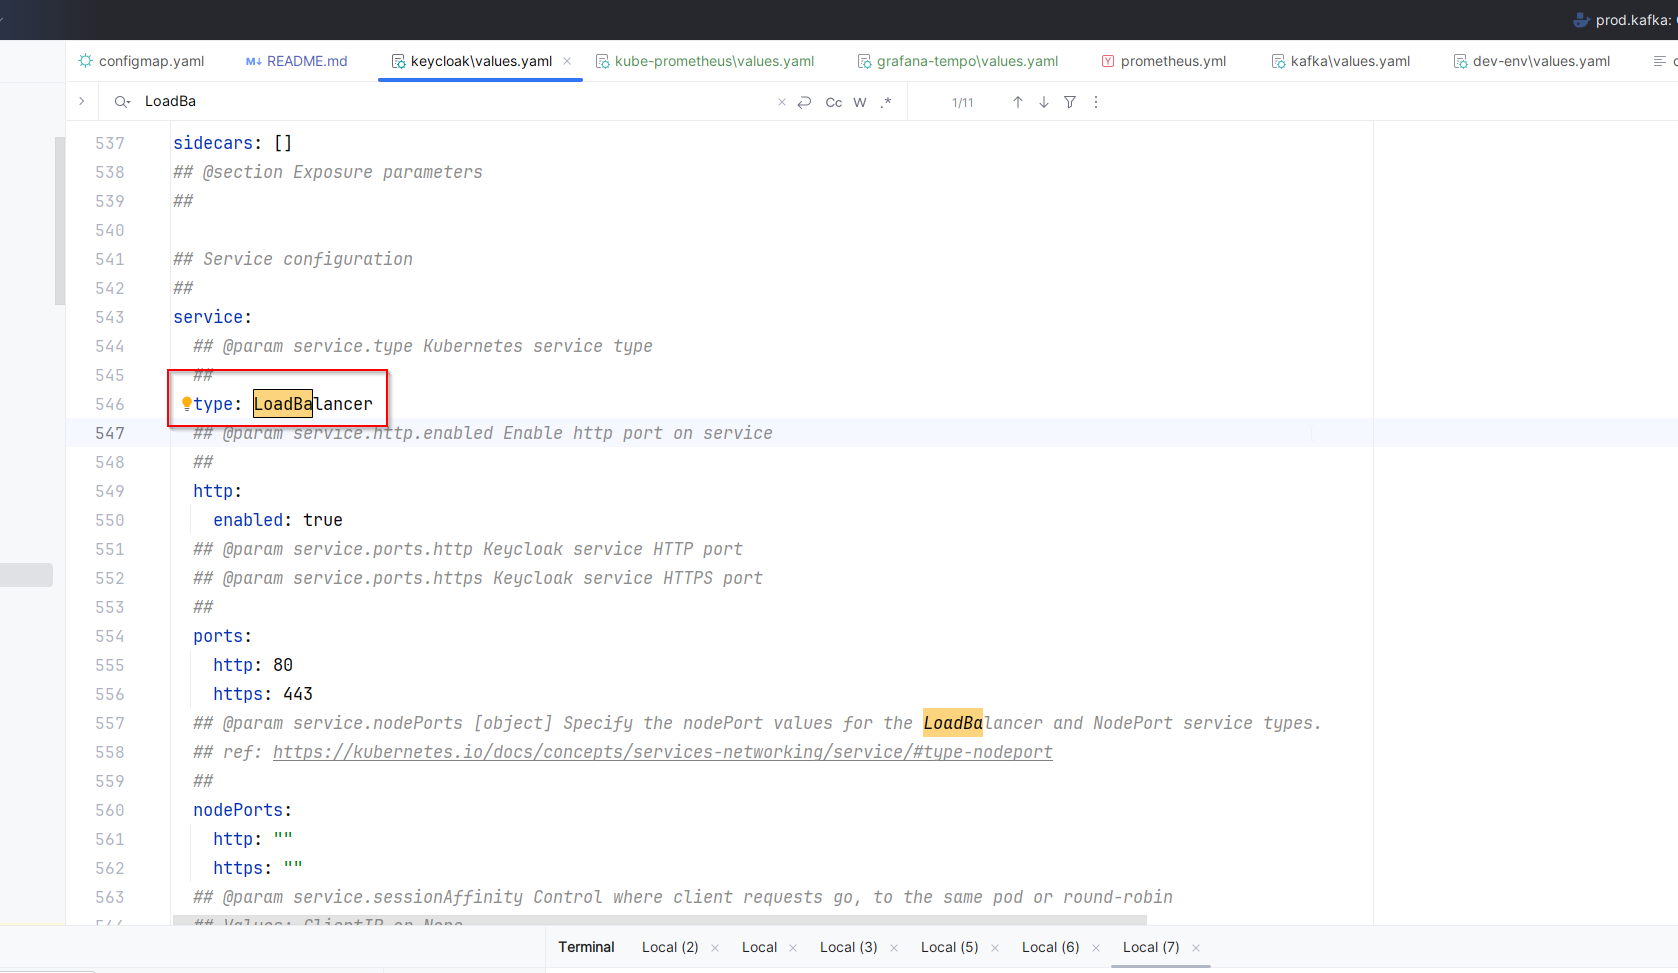 prod.kafka:
configmap.yaml
M↓ README.md
keycloak\values.yaml
kube-prometheus\values.yaml
grafana-tempo\values.yaml
prometheus.yml
kafka\values.yaml
dev-env\values.yaml
LoadBa
Cc W .*
1/11
537 sidecars: []
538 ## @section Exposure parameters
539 ##
540
541 ## Service configuration
542 ##
543 service:
544 ## @param service.type Kubernetes service type
545 ##
546 type: LoadBalancer
547 ## @param service.http.enabled Enable http port on service
548 ##
549 http:
550 enabled: true
551 ## @param service.ports.http Keycloak service HTTP port
552 ## @param service.ports.https Keycloak service HTTPS port
553 ##
554 ports:
555 http: 80
556 https: 443
557 ## @param service.nodePorts [object] Specify the nodePort values for the LoadBalancer and NodePort service types.
558 ## ref: https://kubernetes.io/docs/concepts/services-networking/service/#type-nodeport
559 ##
560 nodePorts:
561 http: ""
562 https: ""
563 ## @param service.sessionAffinity Control where client requests go, to the same pod or round-robin
564 ## Values: ClientIP or None
Terminal
Local (2)
Local
Local (3)
Local (5)
Local (6)
Local (7)